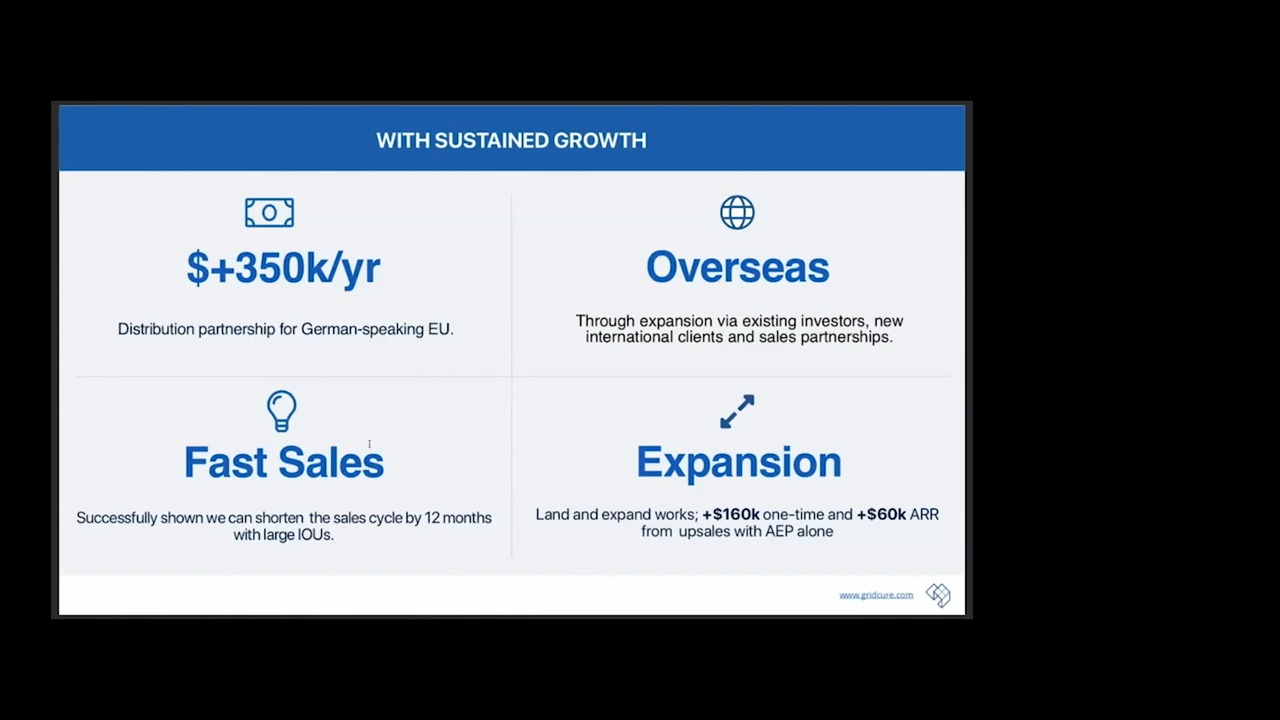 WITH SUSTAINED GROWTH
$+350k/yr
Distribution partnership for German-speaking EU.
Overseas
Through expansion via existing investors, new
international clients and sales partnerships.
Fast Sales
Successfully shown we can shorten the sales cycle by 12 months
with large IOUs.
Expansion
Land and expand works; +$160k one-time and +$60k ARR
from upsales with AEP alone
www.gridcure.com